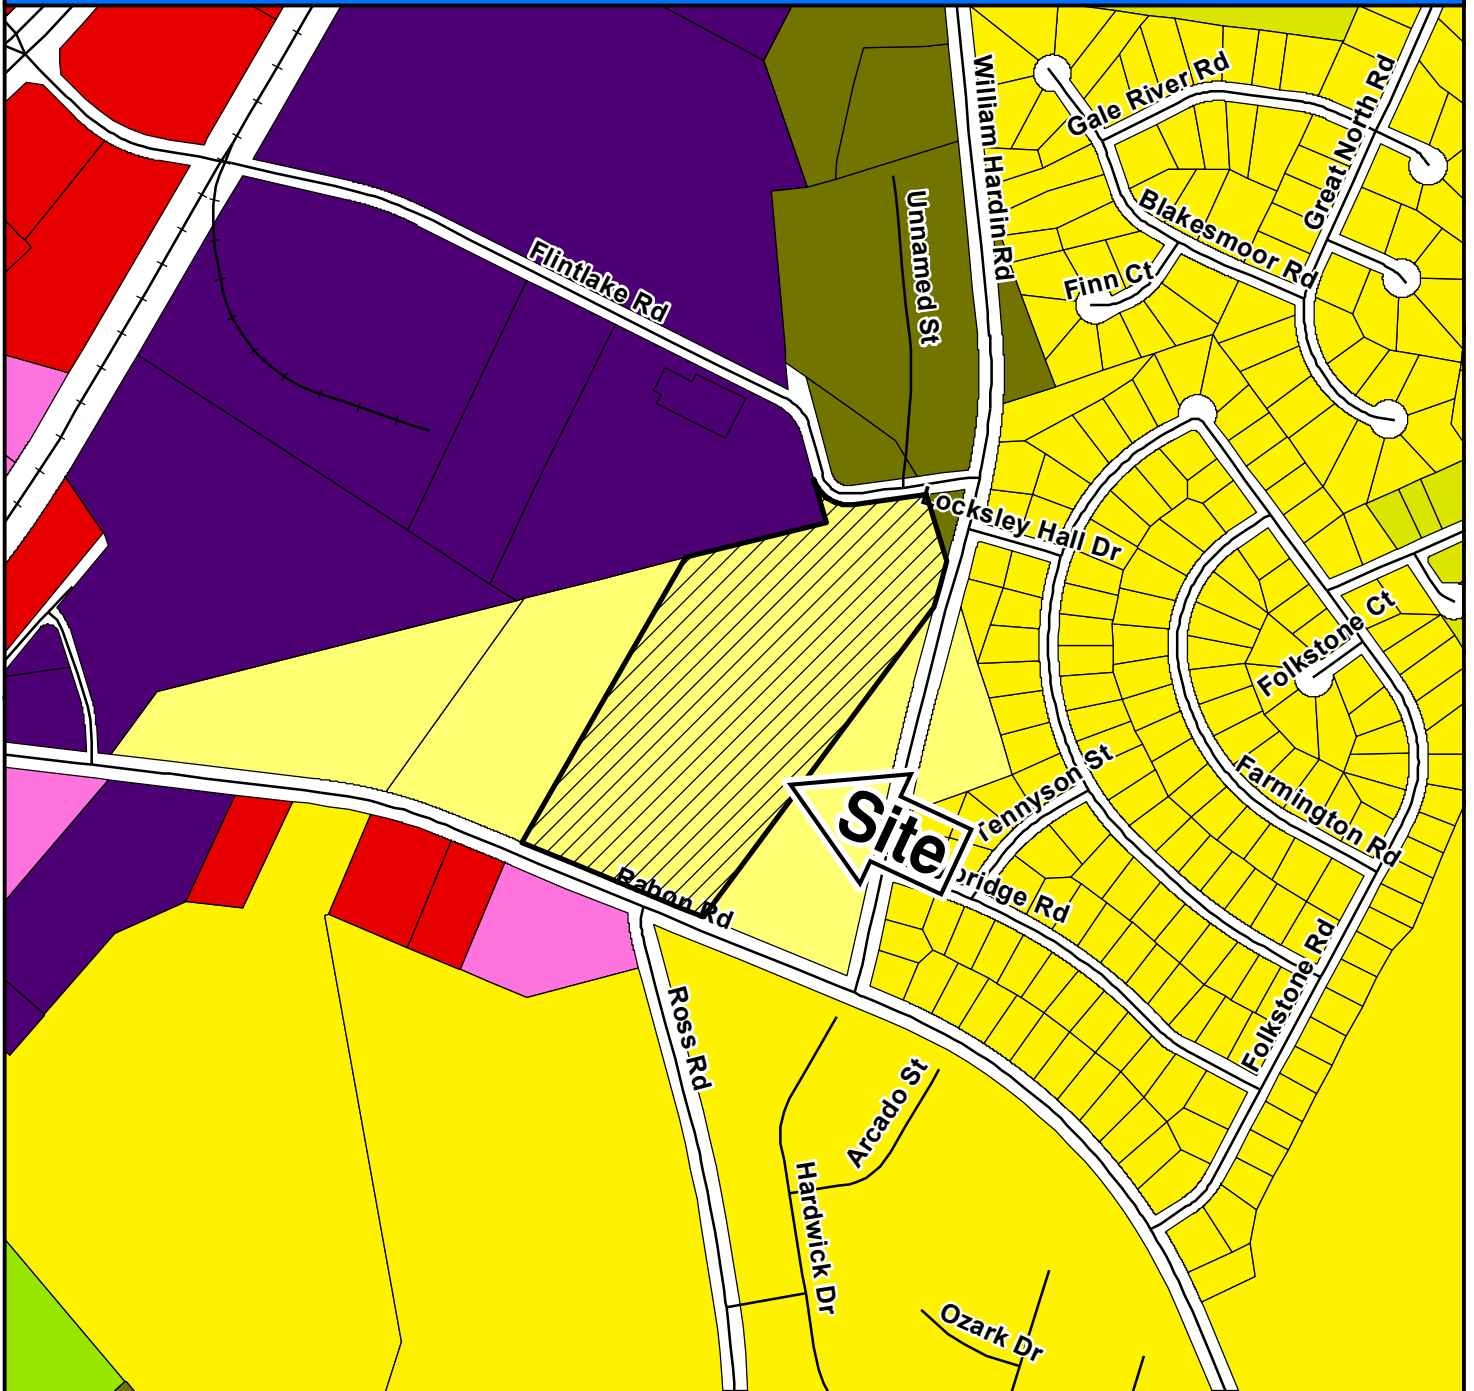 William Hardin Rd
Gale River Rd
Great North Rd
Blakesmoor Rd
Finn Ct
Unnamed St
Flintlake Rd
Locksley Hall Dr
Folkstone Ct
Tennyson St
Farmington Rd
Site
Rabon Rd
Rd
Folkstone Rd
Ross Rd
Arcado St
Hardwick Dr
Ozark Dr